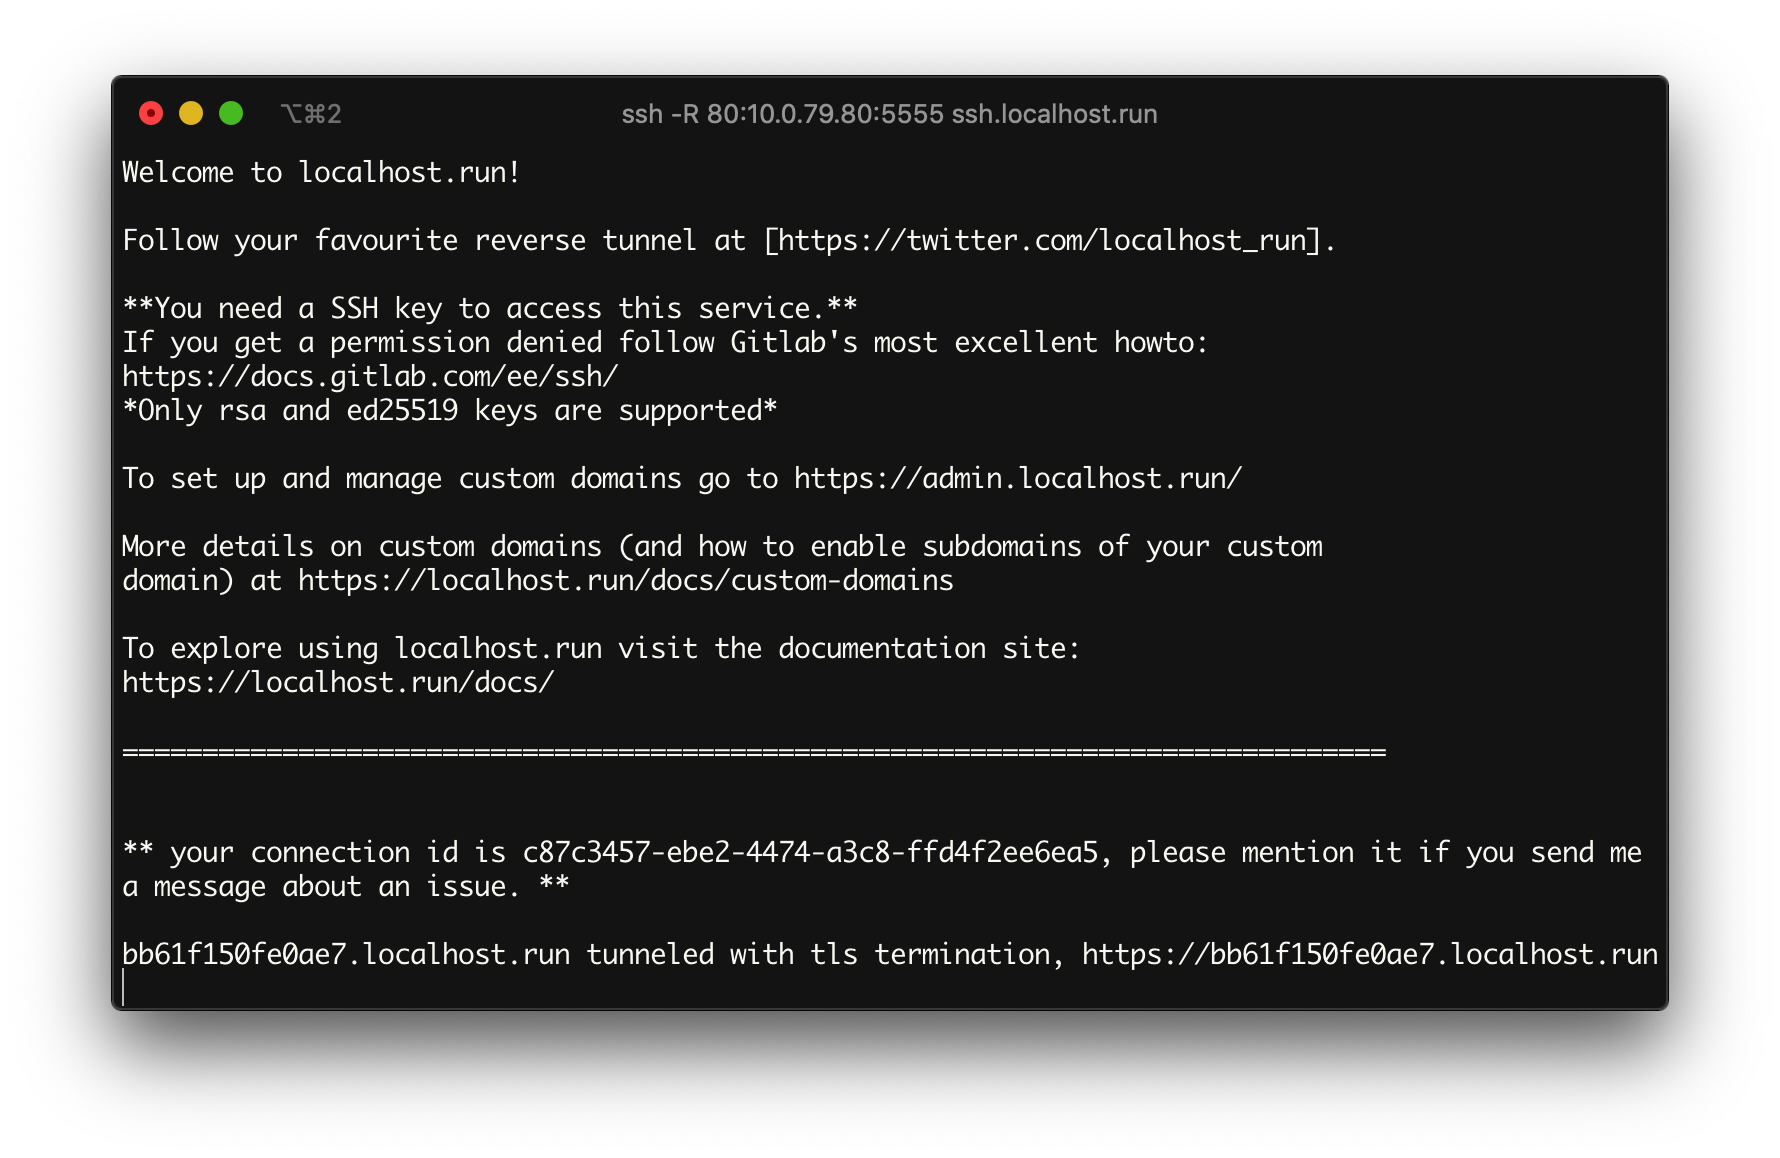 ⌥⌘2
ssh -R 80:10.0.79.80:5555 ssh.localhost.run
Welcome to localhost.run!
Follow your favourite reverse tunnel at [https://twitter.com/localhost_run].
**You need a SSH key to access this service.**
If you get a permission denied follow Gitlab's most excellent howto:
https://docs.gitlab.com/ee/ssh/
*Only rsa and ed25519 keys are supported*
To set up and manage custom domains go to https://admin.localhost.run/
More details on custom domains (and how to enable subdomains of your custom
domain) at https://localhost.run/docs/custom-domains
To explore using localhost.run visit the documentation site:
https://localhost.run/docs/
===============================================================================
** your connection id is c87c3457-ebe2-4474-a3c8-ffd4f2ee6ea5, please mention it if you send me
a message about an issue. **
bb61f150fe0ae7.localhost.run tunneled with tls termination, https://bb61f150fe0ae7.localhost.run